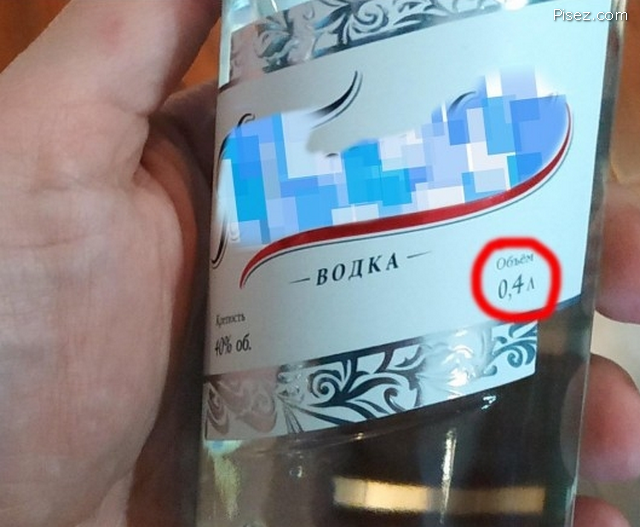 Pisez.com
ВОДКА
Объём
0,4 л
Крепость
40% об.